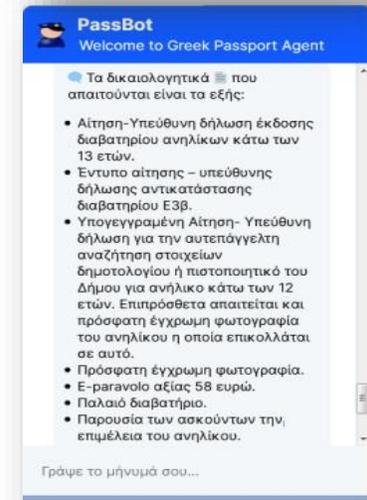 PassBot
Welcome to Greek Passport Agent
Τα δικαιολογητικά που
απαιτούνται είναι τα εξής:
• Αίτηση-Υπεύθυνη δήλωση έκδοσης
διαβατηρίου ανηλίκων κάτω των
13 ετών.
• Έντυπο αίτησης – υπεύθυνης
δήλωσης αντικατάστασης
διαβατηρίου Ε3β.
• Υπογεγραμένη Αίτηση- Υπεύθυνη
δήλωση για την αυτεπάγγελτη
αναζήτηση στοιχείων
δημοτολογίου ή πιστοποιητικό του
Δήμου για ανήλικο κάτω των 12
ετών. Επιπρόσθετα απαιτείται και
πρόσφατη έγχρωμη φωτογραφία
του ανηλίκου η οποία επικολλάται
σε αυτό.
• Πρόσφατη έγχρωμη φωτογραφία.
• E-paravolo αξίας 58 ευρώ.
• Παλαιό διαβατήριο.
• Παρουσία των ασκούντων την
επιμέλεια του ανηλίκου.
Γράψε το μήνυμά σου...